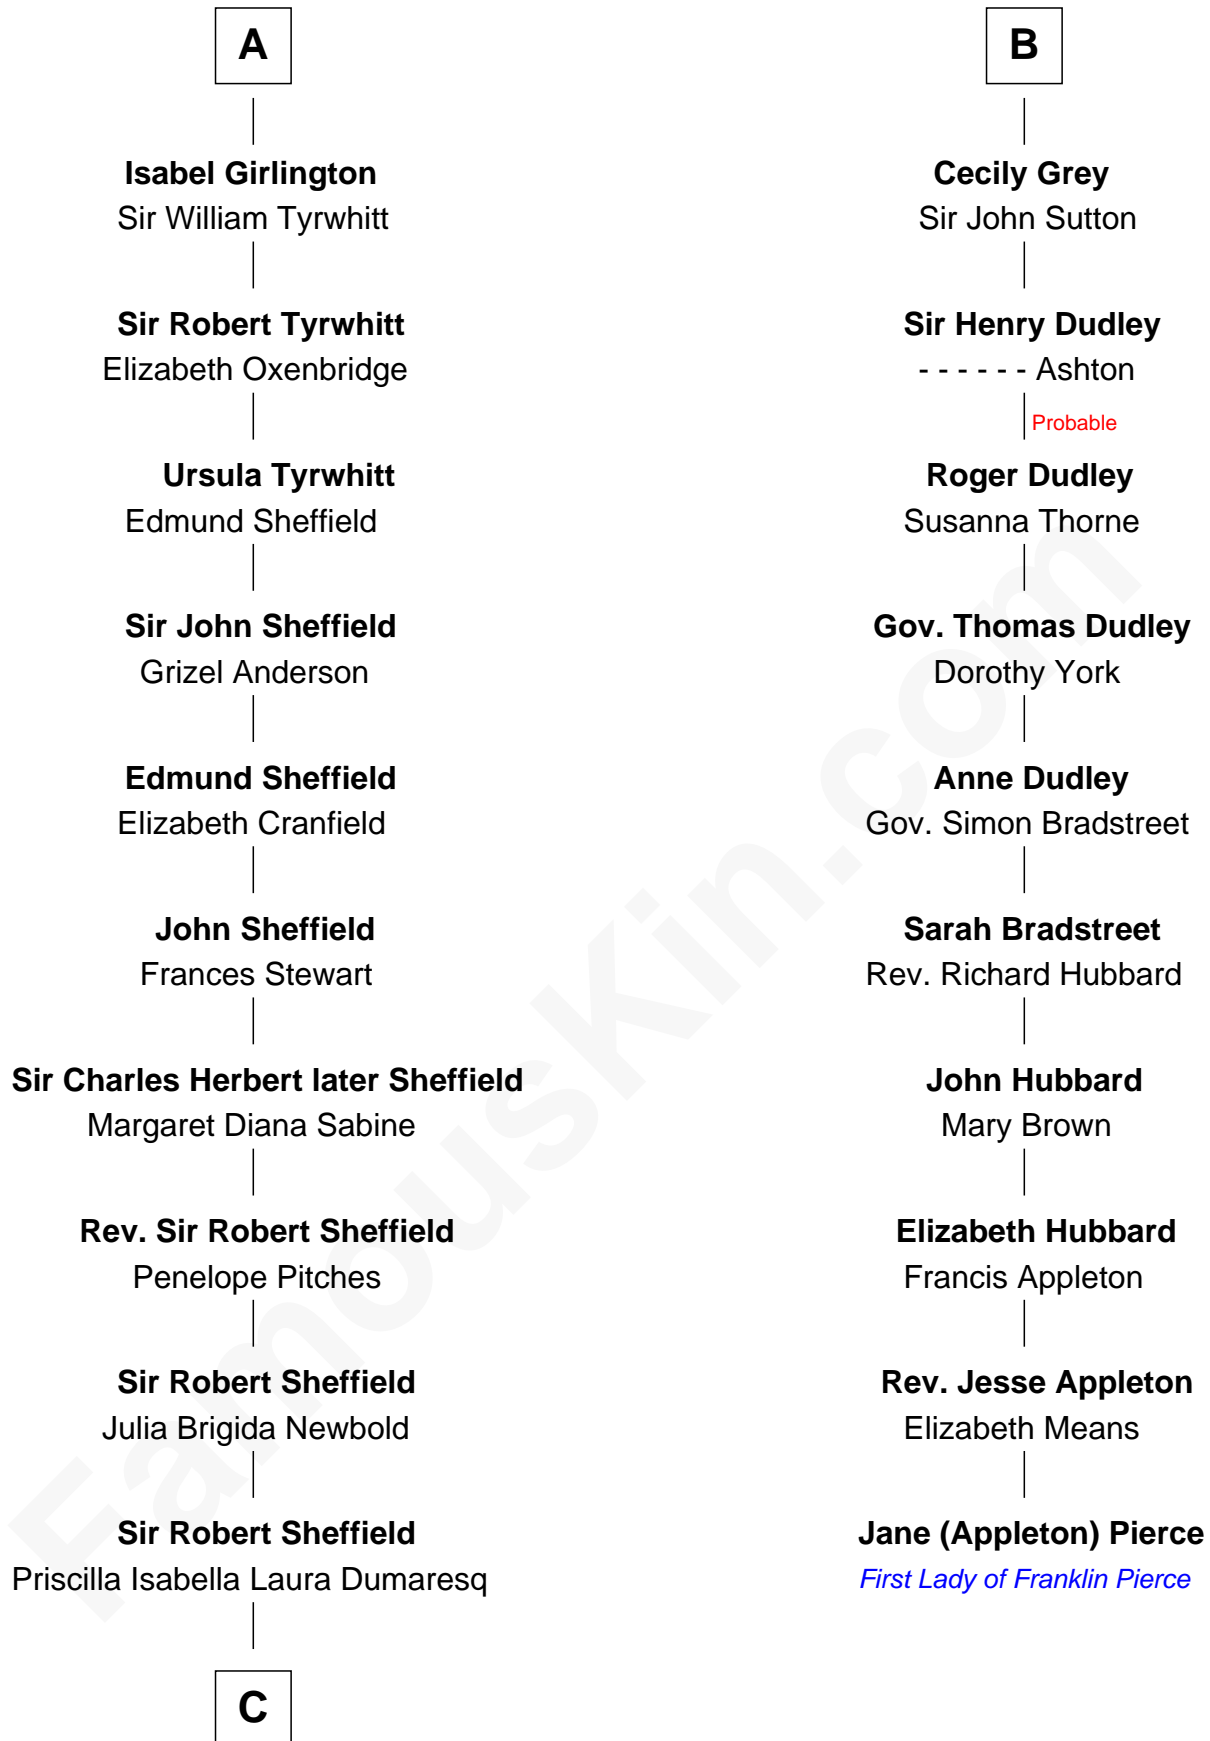 A
Isabel Girlington
Sir William Tyrwhitt
Sir Robert Tyrwhitt
Elizabeth Oxenbridge
Ursula Tyrwhitt
Edmund Sheffield
Sir John Sheffield
Grizel Anderson
Edmund Sheffield
Elizabeth Cranfield
John Sheffield
Frances Stewart
Sir Charles Herbert later Sheffield
Margaret Diana Sabine
Rev. Sir Robert Sheffield
Penelope Pitches
Sir Robert Sheffield
Julia Brigida Newbold
Sir Robert Sheffield
Priscilla Isabella Laura Dumaresq
C
B
Cecily Grey
Sir John Sutton
Sir Henry Dudley
- - - - - - Ashton
Probable
Roger Dudley
Susanna Thorne
Gov. Thomas Dudley
Dorothy York
Anne Dudley
Gov. Simon Bradstreet
Sarah Bradstreet
Rev. Richard Hubbard
John Hubbard
Mary Brown
Elizabeth Hubbard
Francis Appleton
Rev. Jesse Appleton
Elizabeth Means
Jane (Appleton) Pierce
First Lady of Franklin Pierce
FamousKin.com